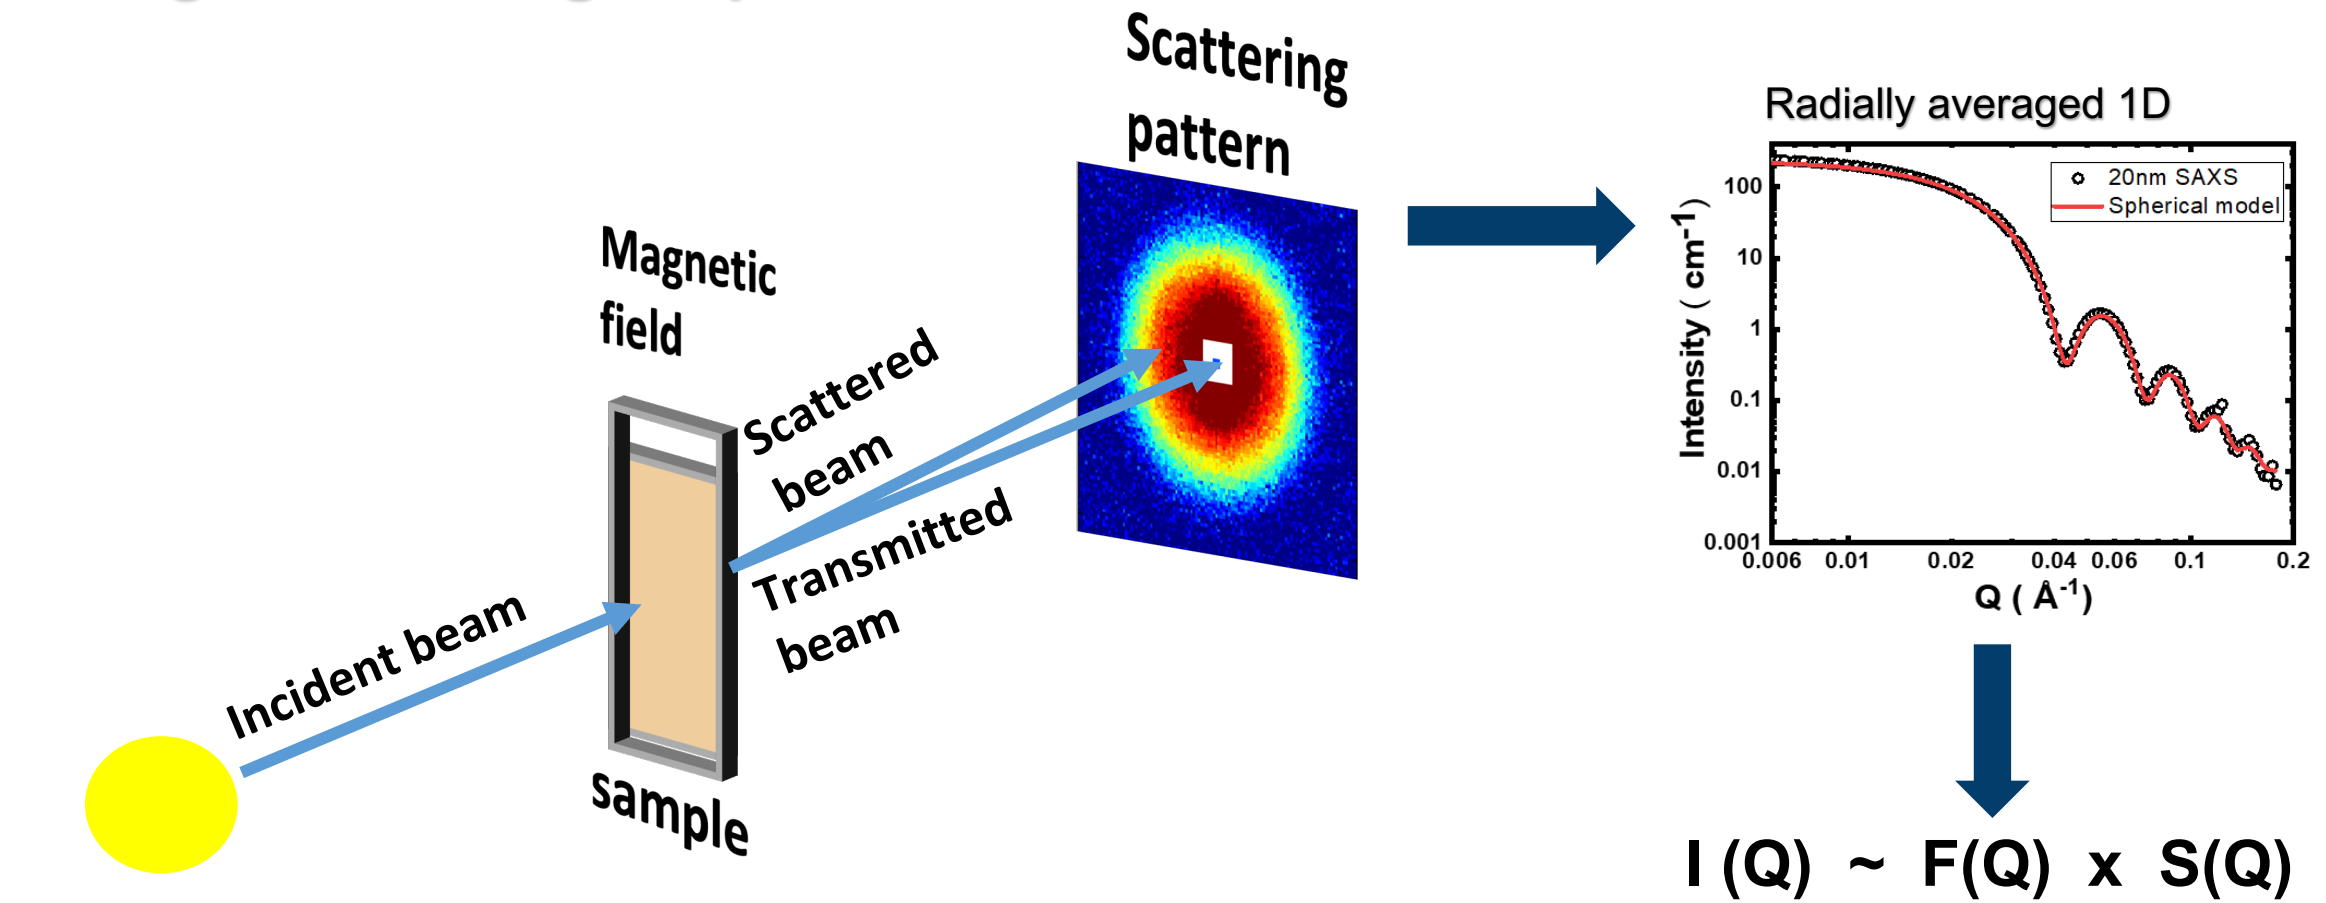 Scattering
pattern
Magnetic
field
Scattered
beam
Transmitted
beam
Incident beam
sample
Radially averaged 1D
20nm SAXS
Spherical model
Intensity ( cm-1)
100
10
1
0.1
0.01
0.001
0.006 0.01 0.02 0.04 0.06 0.1 0.2
Q ( Å-1)
I (Q) ~ F(Q) x S(Q)